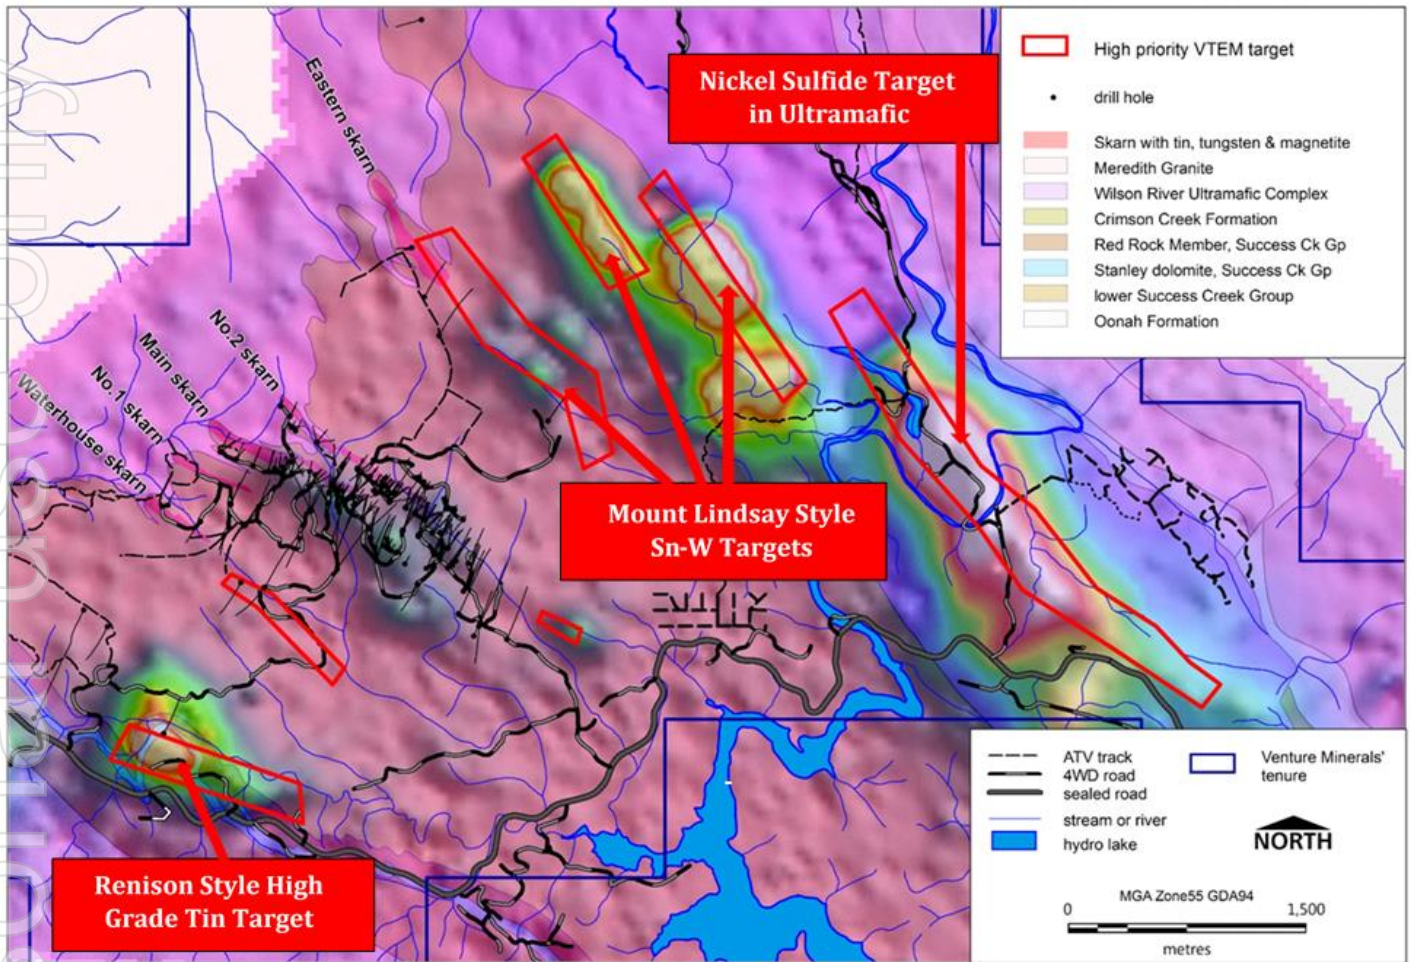 Nickel Sulfide Target
in Ultramafic
High priority VTEM target
drill hole
Skarn with tin, tungsten & magnetite
Meredith Granite
Wilson River Ultramafic Complex
Crimson Creek Formation
Red Rock Member, Success Ck Gp
Stanley dolomite, Success Ck Gp
lower Success Creek Group
Oonah Formation
Eastern skarn
No.2 skarn
Main skarn
No.1 skarn
Waterhouse skarn
Mount Lindsay Style
Sn-W Targets
Renison Style High
Grade Tin Target
ATV track
4WD road
sealed road
stream or river
hydro lake
Venture Minerals'
tenure
NORTH
MGA Zone55 GDA94
0 1,500
metres